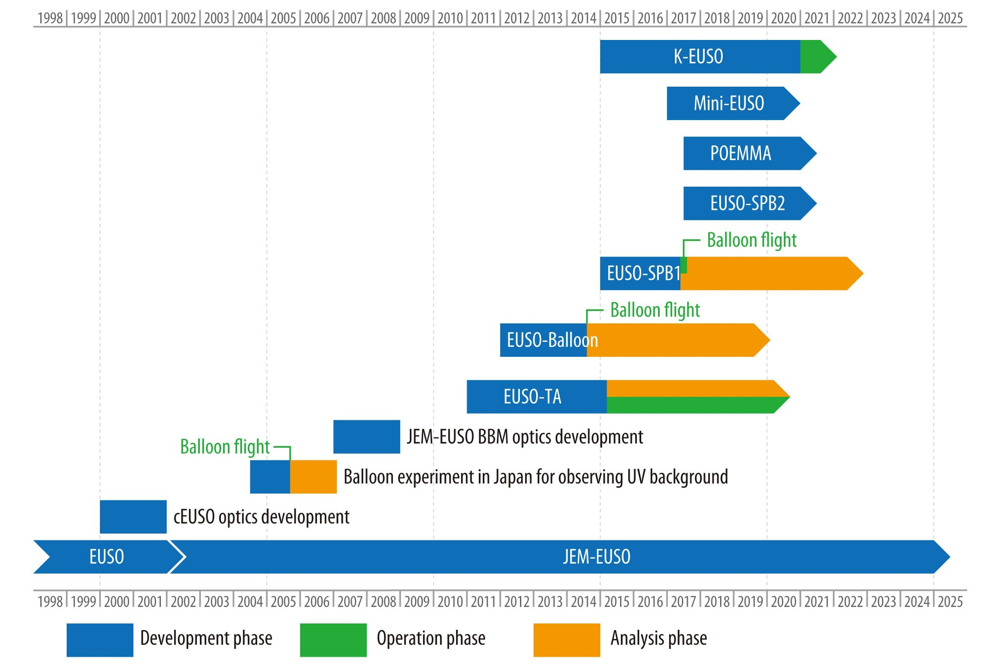 1998 1999 2000 2001 2002 2003 2004 2005 2006 2007 2008 2009 2010 2011 2012 2013 2014 2015 2016 2017 2018 2019 2020 2021 2022 2023 2024 2025
K-EUSO
Mini-EUSO
POEMMA
EUSO-SPB2
Balloon flight
EUSO-SPB1
Balloon flight
EUSO-Balloon
EUSO-TA
JEM-EUSO BBM optics development
Balloon flight
Balloon experiment in Japan for observing UV background
cEUSO optics development
EUSO JEM-EUSO
1998 1999 2000 2001 2002 2003 2004 2005 2006 2007 2008 2009 2010 2011 2012 2013 2014 2015 2016 2017 2018 2019 2020 2021 2022 2023 2024 2025
Development phase Operation phase Analysis phase